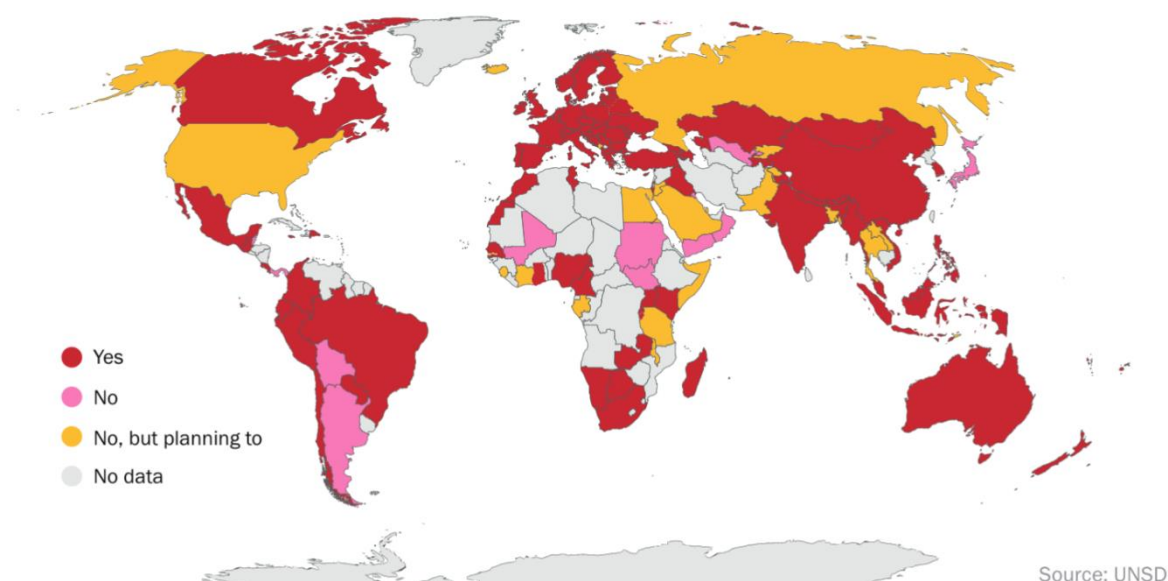 Yes
No
No, but planning to
No data
Source: UNSD